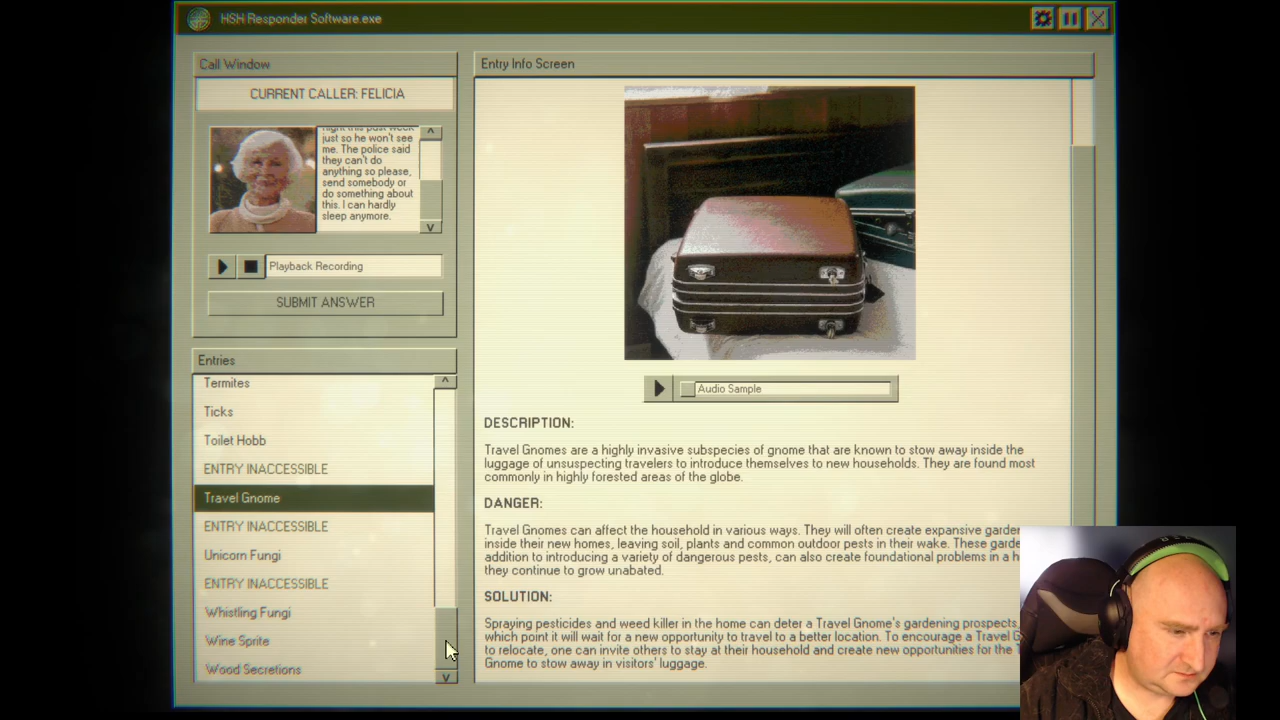 HSH Responder Software.exe
Call Window
CURRENT CALLER: FELICIA
night this past week
just so he won't see
me. The police said
they can't do
anything so please,
send somebody or
do something about
this. I can hardly
sleep anymore.
Playback Recording
SUBMIT ANSWER
Entries
Termites
Ticks
Toilet Hobb
ENTRY INACCESSIBLE
Travel Gnome
ENTRY INACCESSIBLE
Unicorn Fungi
ENTRY INACCESSIBLE
Whistling Fungi
Wine Sprite
Wood Secretions
Entry Info Screen
Audio Sample
DESCRIPTION:
Travel Gnomes are a highly invasive subspecies of gnome that are known to stow away inside the
luggage of unsuspecting travelers to introduce themselves to new households. They are found most
commonly in highly forested areas of the globe.
DANGER:
Travel Gnomes can affect the household in various ways. They will often create expansive garde
inside their new homes, leaving soil, plants and common outdoor pests in their wake. These garde
addition to introducing a variety of dangerous pests, can also create foundational problems in a h
they continue to grow unabated.
SOLUTION:
Spraying pesticides and weed killer in the home can deter a Travel Gnome's gardening prospects,
which point it will wait for a new opportunity to travel to a better location. To encourage a Travel G
to relocate, one can invite others to stay at their household and create new opportunities for the
Gnome to stow away in visitors' luggage.